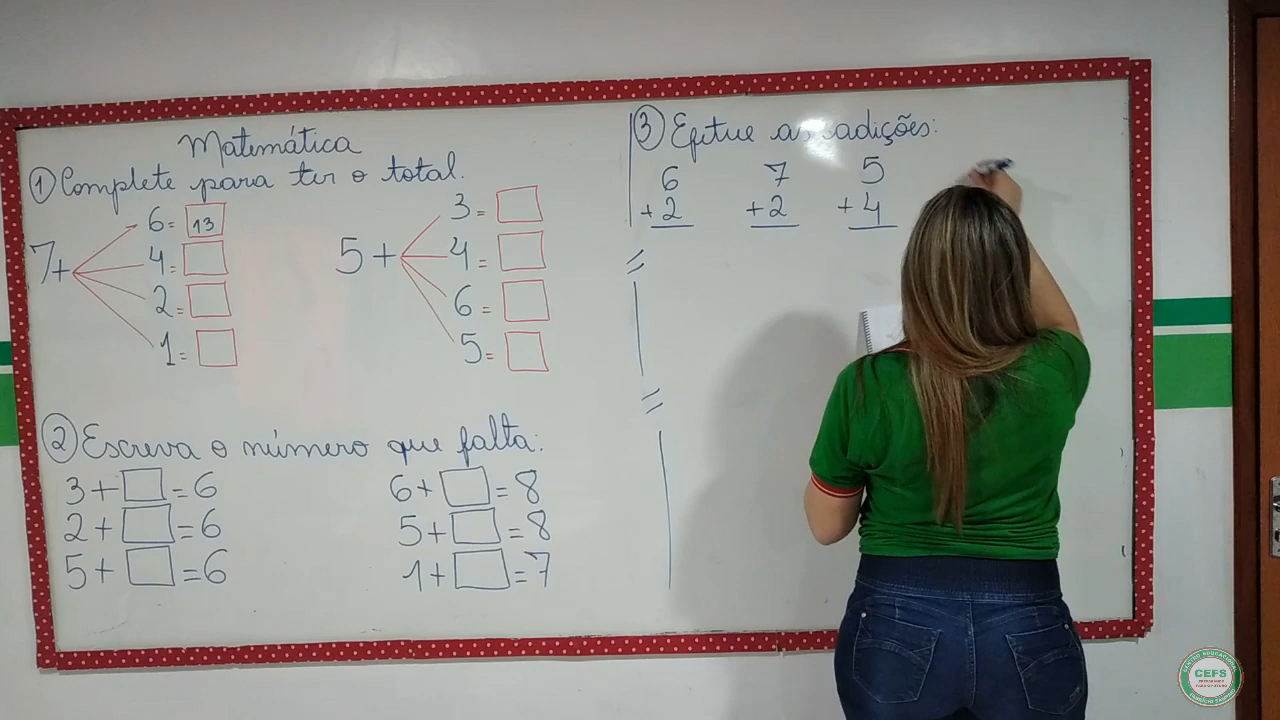 Matemática
① Complete para ter o total.
7+
6= 13
4=
2=
1=
5+
3=
4=
6=
5=
② Escreva o número que falta:
3+ =6
2+ =6
5+ =6
6+ =8
5+ =8
1+ =7
③ Efetue as adições:
6 7 5
+2 +2 +4
CENTRO EDUCACIONAL
CEFS